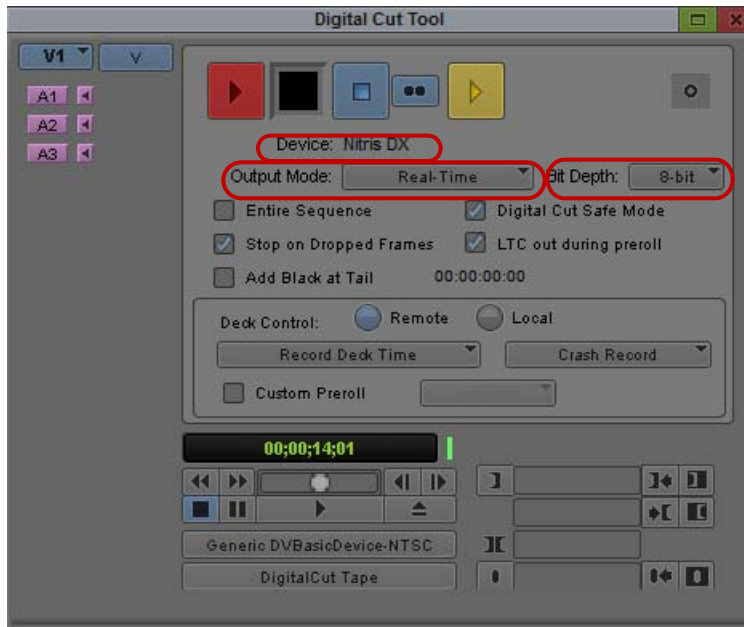 Digital Cut Tool
V1 V
A1
A2
A3
Device: Nitris DX
Output Mode: Real-Time Bit Depth: 8-bit
Entire Sequence Digital Cut Safe Mode
Stop on Dropped Frames LTC out during preroll
Add Black at Tail 00:00:00:00
Deck Control: Remote Local
Record Deck Time Crash Record
Custom Preroll
00;00;14;01
Generic DVBasicDevice-NTSC
DigitalCut Tape